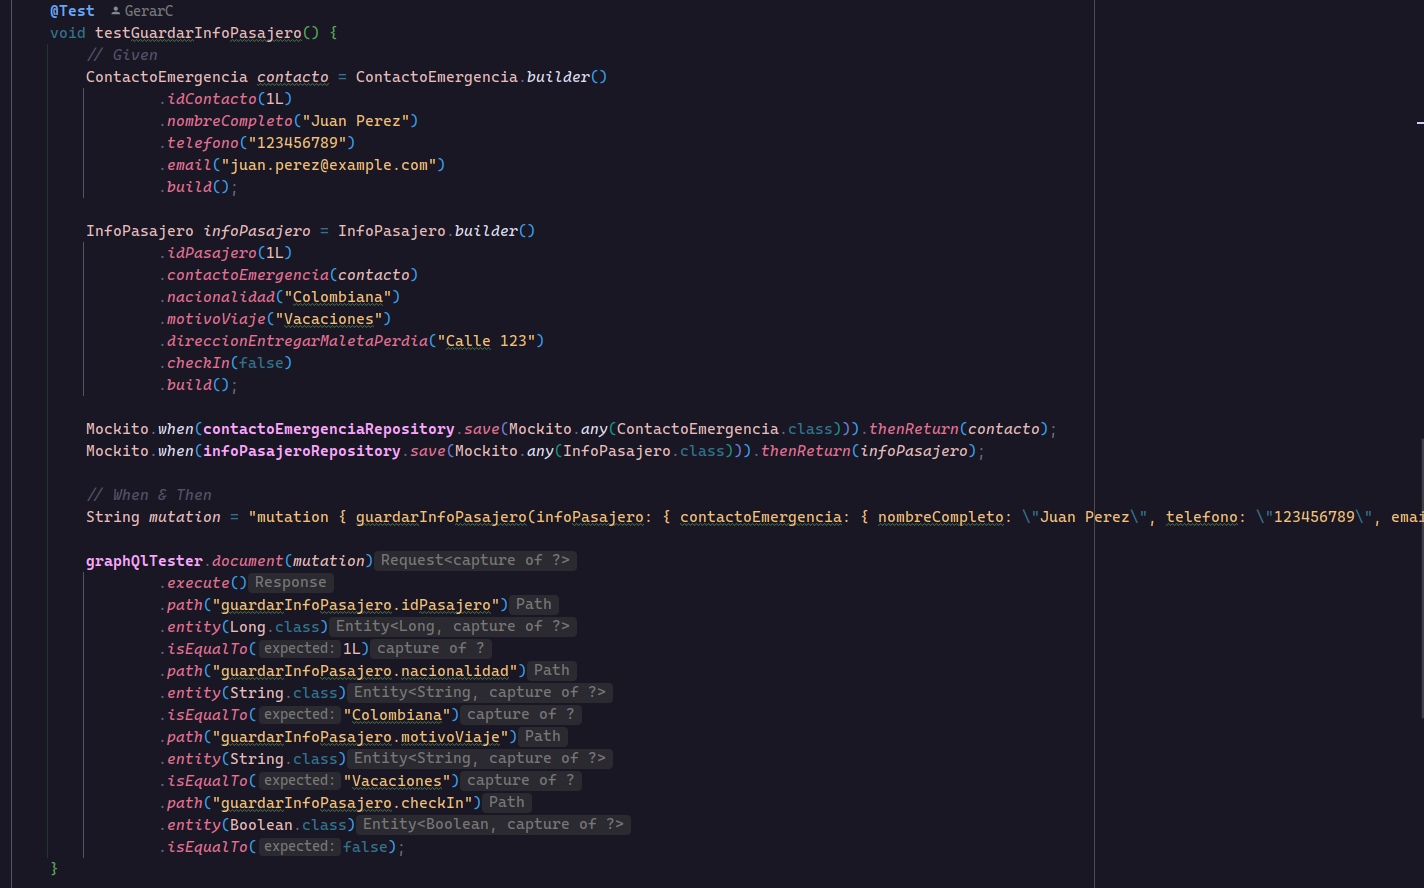 @Test GerarC
void testGuardarInfoPasajero() {
// Given
ContactoEmergencia contacto = ContactoEmergencia.builder()
.idContacto(1L)
.nombreCompleto("Juan Perez")
.telefono("123456789")
.email("juan.perez@example.com")
.build();
InfoPasajero infoPasajero = InfoPasajero.builder()
.idPasajero(1L)
.contactoEmergencia(contacto)
.nacionalidad("Colombiana")
.motivoViaje("Vacaciones")
.direccionEntregarMaletaPerdia("Calle 123")
.checkIn(false)
.build();
Mockito.when(contactoEmergenciaRepository.save(Mockito.any(ContactoEmergencia.class))).thenReturn(contacto);
Mockito.when(infoPasajeroRepository.save(Mockito.any(InfoPasajero.class))).thenReturn(infoPasajero);
// When & Then
String mutation = "mutation { guardarInfoPasajero(infoPasajero: { contactoEmergencia: { nombreCompleto: \"Juan Perez\", telefono: \"123456789\", emai
graphQlTester.document(mutation) Request<capture of ?>
.execute() Response
.path("guardarInfoPasajero.idPasajero") Path
.entity(Long.class) Entity<Long, capture of ?>
.isEqualTo( expected: 1L) capture of ?
.path("guardarInfoPasajero.nacionalidad") Path
.entity(String.class) Entity<String, capture of ?>
.isEqualTo( expected: "Colombiana") capture of ?
.path("guardarInfoPasajero.motivoViaje") Path
.entity(String.class) Entity<String, capture of ?>
.isEqualTo( expected: "Vacaciones") capture of ?
.path("guardarInfoPasajero.checkIn") Path
.entity(Boolean.class) Entity<Boolean, capture of ?>
.isEqualTo( expected: false);
}